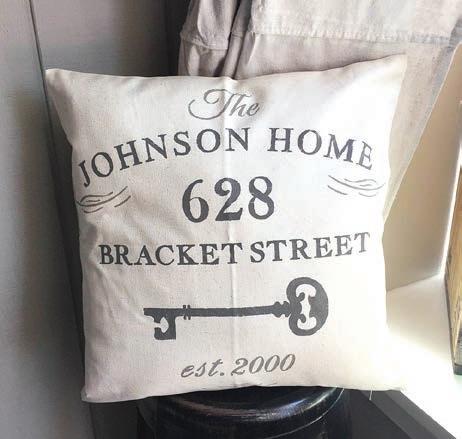 The
JOHNSON HOME
628
BRACKET STREET
est. 2000